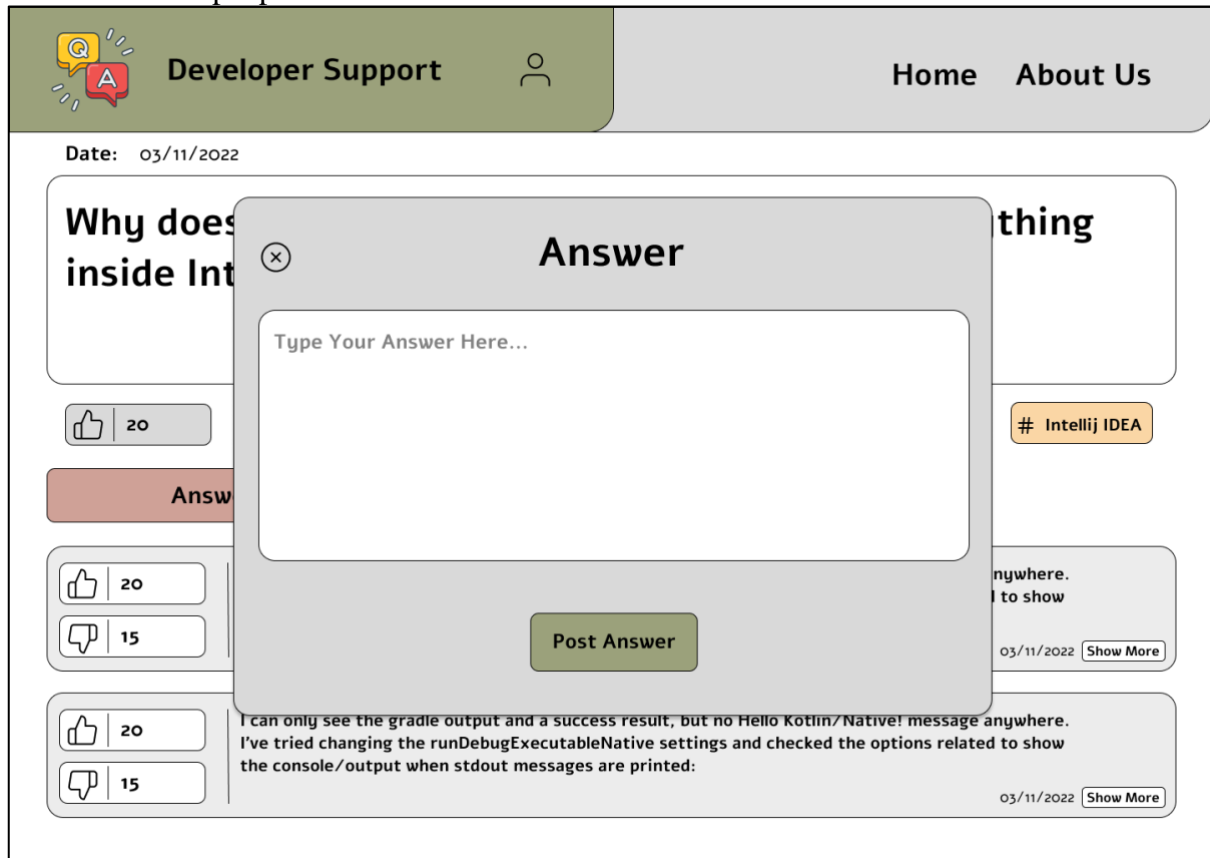 Q
A
Developer Support
Home About Us
Date: 03/11/2022
Why does thing
inside Int
Answer
Type Your Answer Here...
20
# Intellij IDEA
Answ
20
nywhere.
to show
15
Post Answer
03/11/2022 Show More
20
I can only see the gradle output and a success result, but no Hello Kotlin/Native! message anywhere.
I've tried changing the runDebugExecutableNative settings and checked the options related to show
the console/output when stdout messages are printed:
15
03/11/2022 Show More